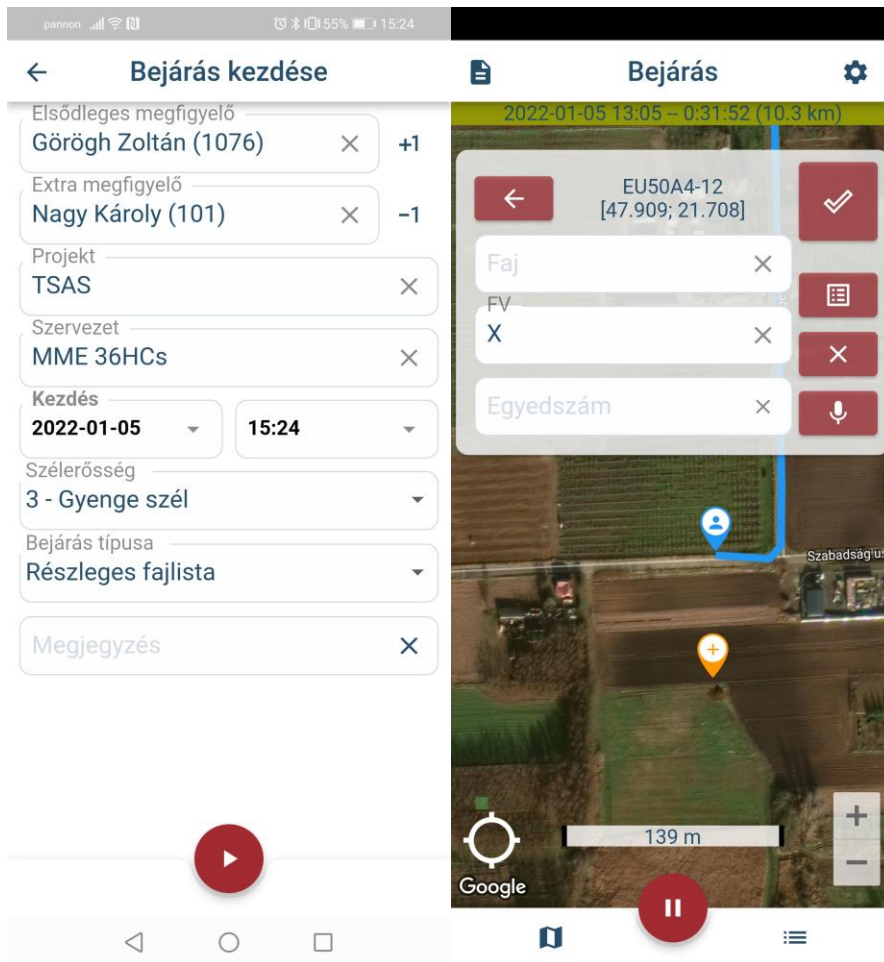 pannon 55% 15:24
Bejárás kezdése
Elsődleges megfigyelő
Görögh Zoltán (1076)
+1
Extra megfigyelő
Nagy Károly (101)
−1
Projekt
TSAS
Szervezet
MME 36HCs
Kezdés
2022-01-05 15:24
Szélerősség
3 - Gyenge szél
Bejárás típusa
Részleges fajlista
Megjegyzés
Bejárás
2022-01-05 13:05 -- 0:31:52 (10.3 km)
EU50A4-12
[47.909; 21.708]
Faj
FV
X
Egyedszám
Szabadság u
139 m
Google